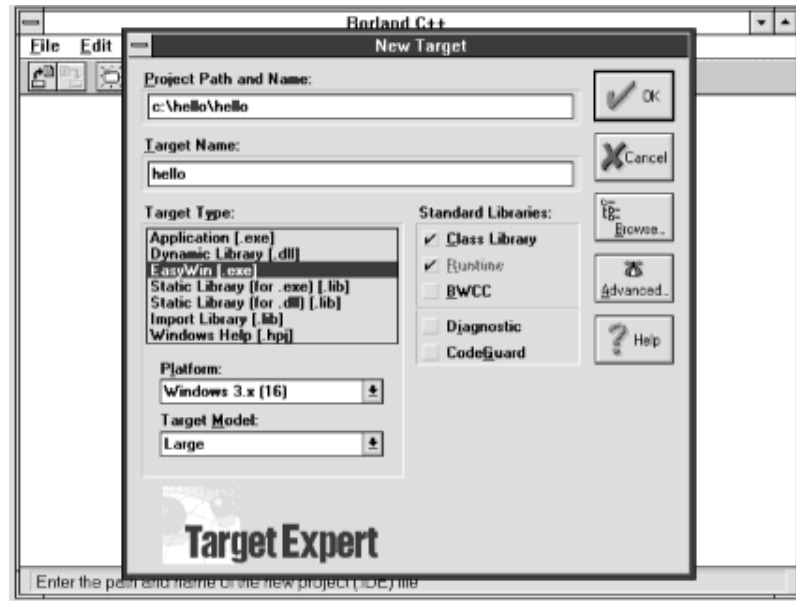 Borland C++
File Edit
New Target
Project Path and Name:
c:\hello\hello
OK
Target Name:
hello
Cancel
Target Type:
Application [.exe]
Dynamic Library [.dll]
EasyWin [.exe]
Static Library (for .exe) [.lib]
Static Library (for .dll) [.lib]
Import Library [.lib]
Windows Help [.hpj]
Standard Libraries:
Class Library
Runtime
BWCC
Diagnostic
CodeGuard
Browse...
Advanced...
Help
Platform:
Windows 3.x (16)
Target Model:
Large
Target Expert
Enter the path and name of the new project (.IDE) file